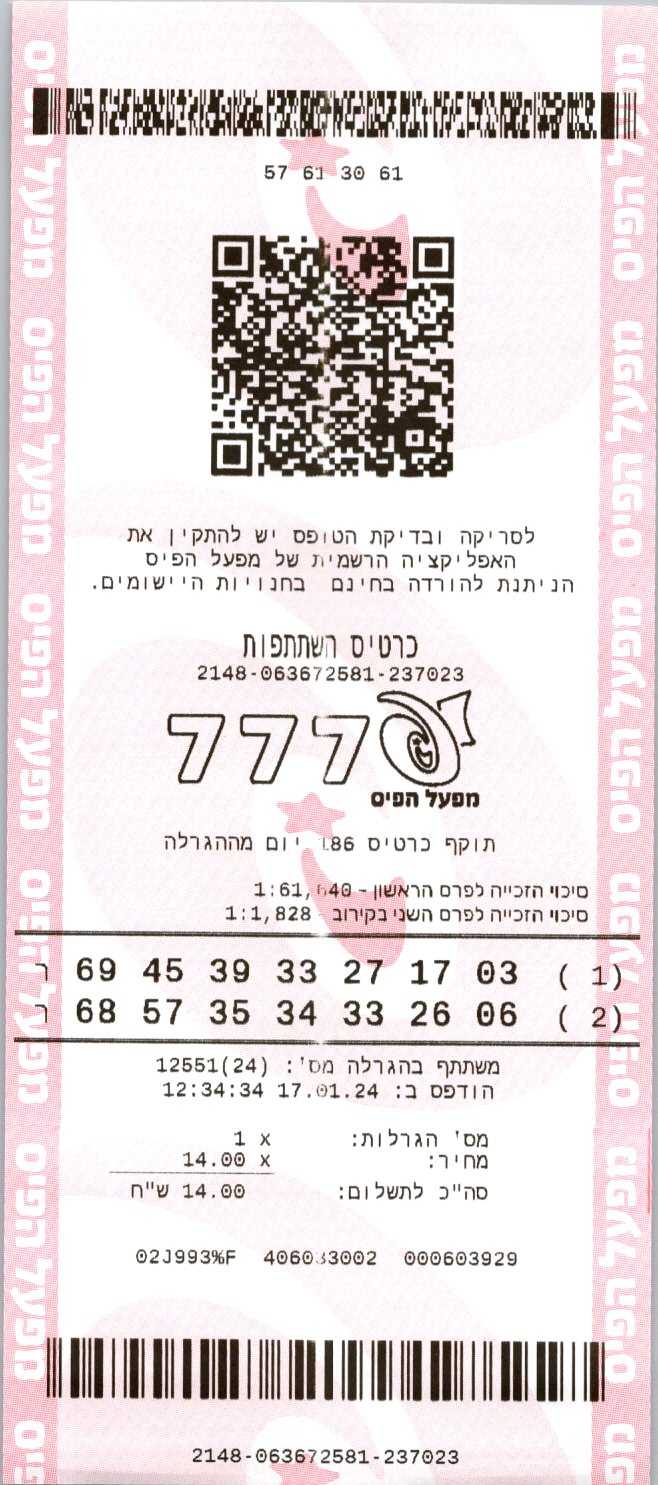 57 61 30 61
לסריקה ובדיקת הטופס יש להתקין את
האפליקציה הרשמית של מפעל הפיס
הניתנת להורדה בחינם בחנויות היישומים.
כרטיס השתתפות
2148-063672581-237023
777
מפעל הפיס
תוקף כרטיס 186 יום מההגרלה
סיכוי הזכייה לפרס הראשון - 1:61,640
סיכוי הזכייה לפרס השני בקירוב - 1:1,828
( 1) 03 17 27 33 39 45 69 ר
( 2) 06 26 33 34 35 57 68 ר
משתתף בהגרלה מס': (24)12551
הודפס ב: 17.01.24 12:34:34
מס' הגרלות: x 1
מחיר: x 14.00
סה"כ לתשלום: 14.00 ש"ח
02J993%F 406033002 000603929
2148-063672581-237023
מפעל הפיס